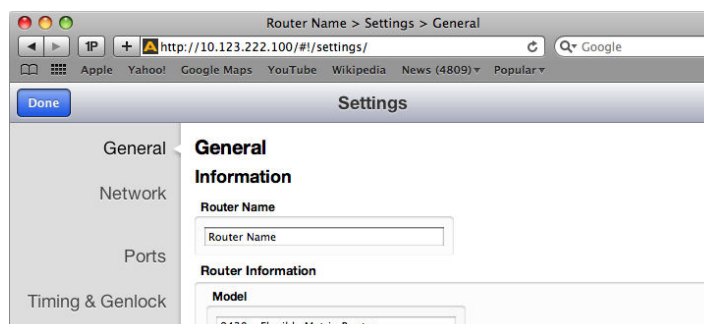 Router Name > Settings > General
1P + http://10.123.222.100/#!/settings/ Google
Apple Yahoo! Google Maps YouTube Wikipedia News (4809) Popular
Done Settings
General
Network
Ports
Timing & Genlock
General
Information
Router Name
Router Name
Router Information
Model